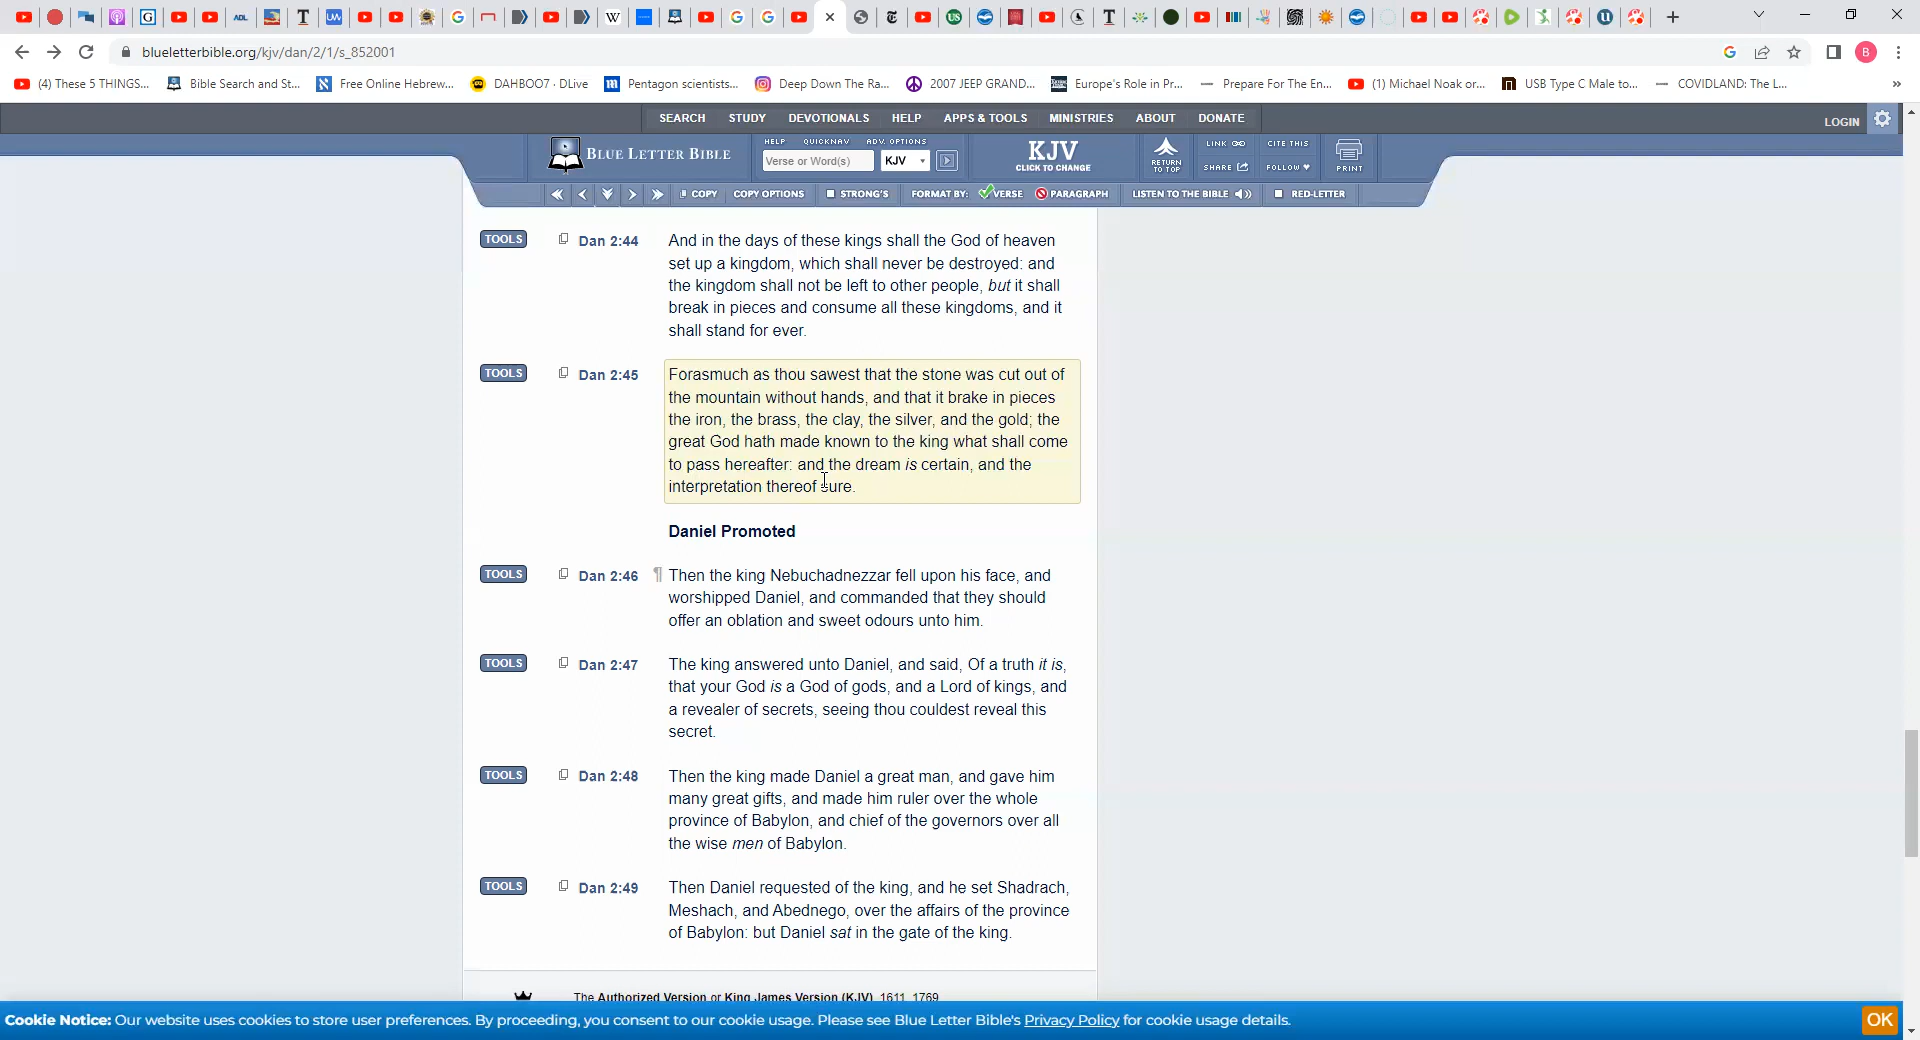 blueletterbible.org/kjv/dan/2/1/s_852001
(4) These 5 THINGS... Bible Search and St... Free Online Hebrew... DAHBOO7 · DLive Pentagon scientists... Deep Down The Ra... 2007 JEEP GRAND... Europe's Role in Pr... Prepare For The En... (1) Michael Noak or... USB Type C Male to... COVIDLAND: The L...
SEARCH STUDY DEVOTIONALS HELP APPS & TOOLS MINISTRIES ABOUT DONATE LOGIN
HELP QUICKNAV ADV. OPTIONS
BLUE LETTER BIBLE Verse or Word(s) KJV
KJV
CLICK TO CHANGE
RETURN
TO TOP
LINK CITE THIS
SHARE FOLLOW PRINT
COPY COPY OPTIONS STRONG'S FORMAT BY: VERSE PARAGRAPH LISTEN TO THE BIBLE RED-LETTER
TOOLS Dan 2:44 And in the days of these kings shall the God of heaven
set up a kingdom, which shall never be destroyed: and
the kingdom shall not be left to other people, but it shall
break in pieces and consume all these kingdoms, and it
shall stand for ever.
TOOLS Dan 2:45 Forasmuch as thou sawest that the stone was cut out of
the mountain without hands, and that it brake in pieces
the iron, the brass, the clay, the silver, and the gold; the
great God hath made known to the king what shall come
to pass hereafter: and the dream is certain, and the
interpretation thereof sure.
Daniel Promoted
TOOLS Dan 2:46 ¶ Then the king Nebuchadnezzar fell upon his face, and
worshipped Daniel, and commanded that they should
offer an oblation and sweet odours unto him.
TOOLS Dan 2:47 The king answered unto Daniel, and said, Of a truth it is,
that your God is a God of gods, and a Lord of kings, and
a revealer of secrets, seeing thou couldest reveal this
secret.
TOOLS Dan 2:48 Then the king made Daniel a great man, and gave him
many great gifts, and made him ruler over the whole
province of Babylon, and chief of the governors over all
the wise men of Babylon.
TOOLS Dan 2:49 Then Daniel requested of the king, and he set Shadrach,
Meshach, and Abednego, over the affairs of the province
of Babylon: but Daniel sat in the gate of the king.
The Authorized Version or King James Version (KJV), 1611, 1769
Cookie Notice: Our website uses cookies to store user preferences. By proceeding, you consent to our cookie usage. Please see Blue Letter Bible's Privacy Policy for cookie usage details. OK